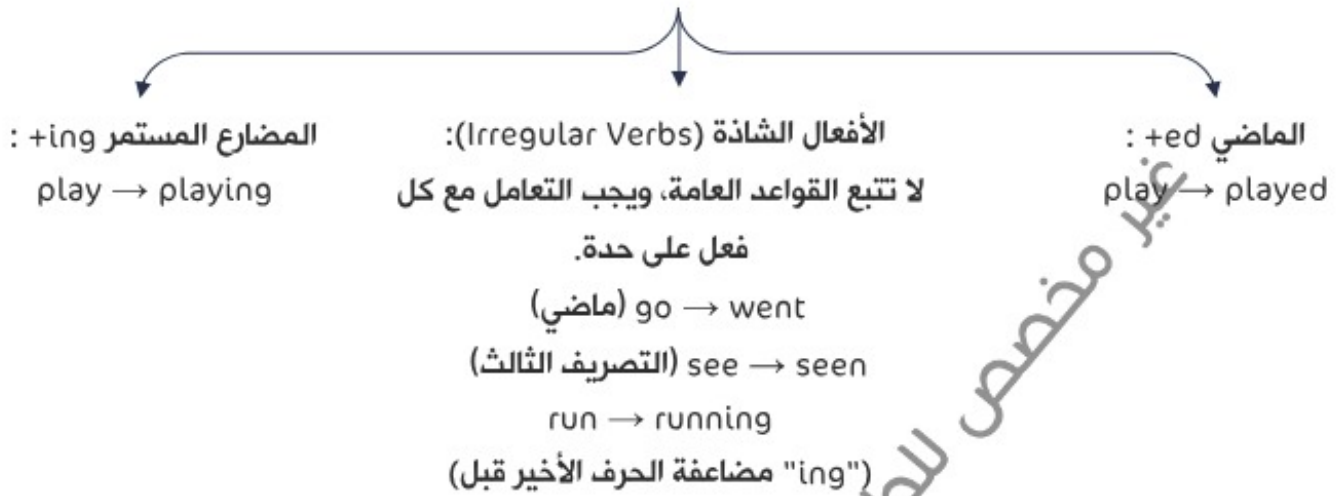 الماضي ed+ :
play → played
الأفعال الشاذة (Irregular Verbs):
لا تتبع القواعد العامة، ويجب التعامل مع كل
فعل على حدة.
go → went (ماضي)
see → seen (التصريف الثالث)
run → running
("ing" مضاعفة الحرف الأخير قبل)
المضارع المستمر ing+ :
play → playing
غير مخصص